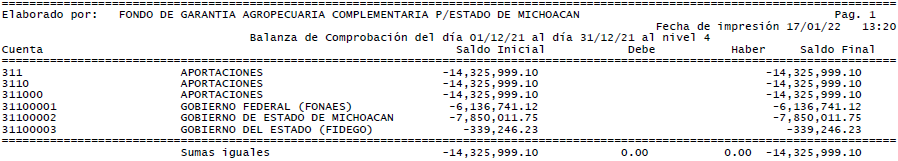 Elaborado por: FONDO DE GARANTIA AGROPECUARIA COMPLEMENTARIA P/ESTADO DE MICHOACAN Pag. 1
Fecha de impresión 17/01/22 13:20
Balanza de Comprobación del día 01/12/21 al día 31/12/21 al nivel 4
Cuenta Saldo Inicial Debe Haber Saldo Final
311 APORTACIONES -14,325,999.10 -14,325,999.10
3110 APORTACIONES -14,325,999.10 -14,325,999.10
311000 APORTACIONES -14,325,999.10 -14,325,999.10
31100001 GOBIERNO FEDERAL (FONAES) -6,136,741.12 -6,136,741.12
31100002 GOBIERNO DE ESTADO DE MICHOACAN -7,850,011.75 -7,850,011.75
31100003 GOBIERNO DEL ESTADO (FIDEGO) -339,246.23 -339,246.23
Sumas iguales -14,325,999.10 0.00 0.00 -14,325,999.10